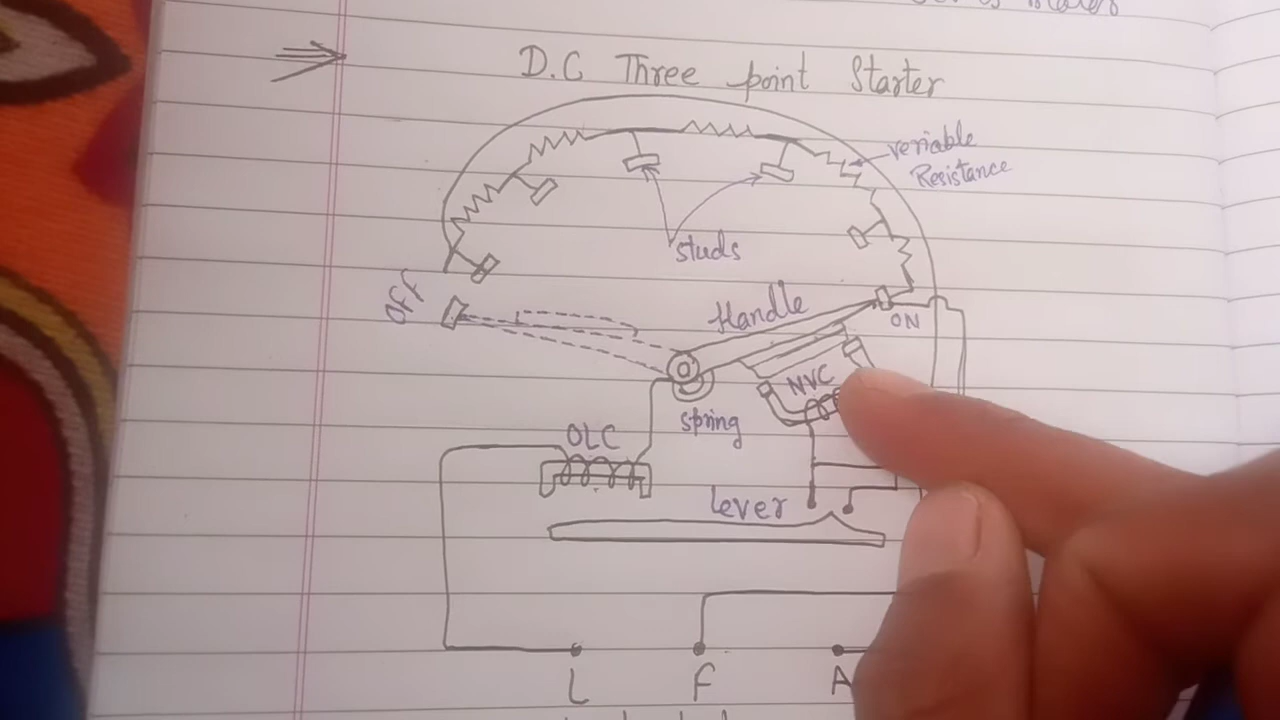 D.C Three point Starter
veriable
Resistance
studs
OFF
Handle
ON
NVC
spring
OLC
Lever
L F A